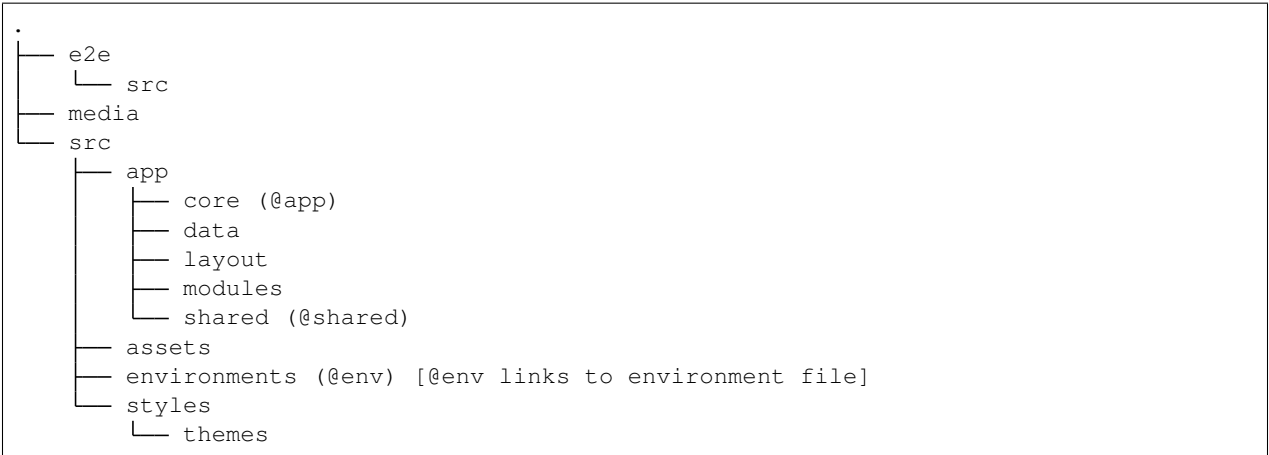 .
├── e2e
│   └── src
├── media
└── src
    ├── app
    │   ├── core (@app)
    │   ├── data
    │   ├── layout
    │   ├── modules
    │   └── shared (@shared)
    ├── assets
    ├── environments (@env) [@env links to environment file]
    └── styles
        └── themes